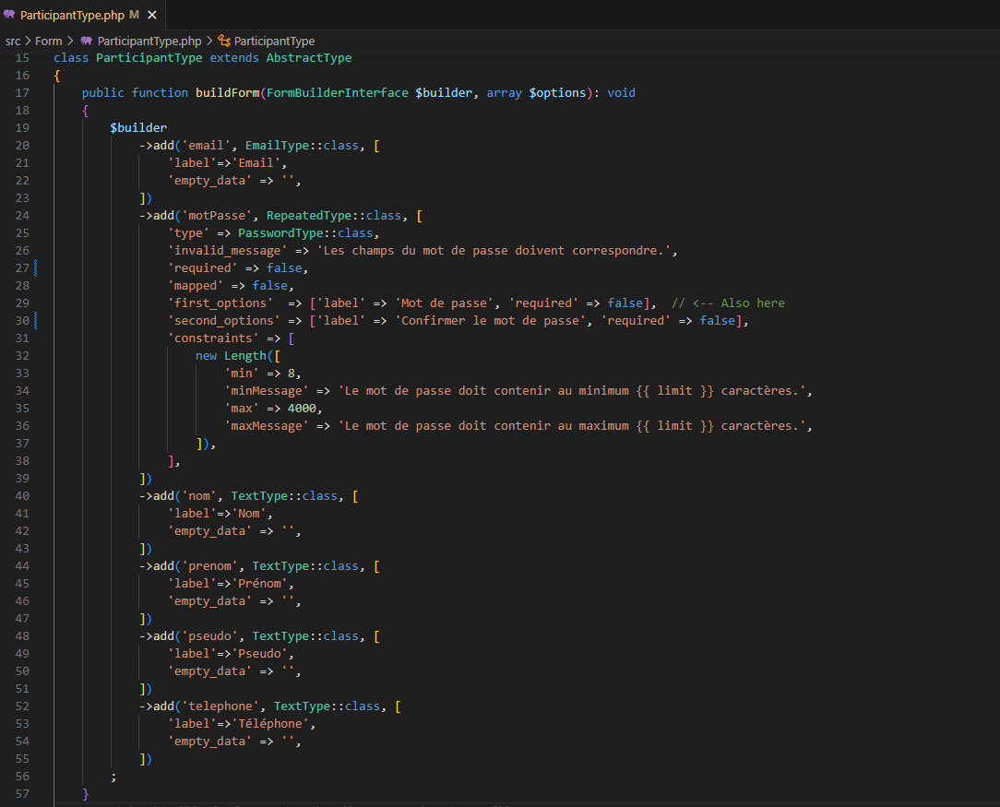 ParticipantType.php M ✕
src > Form > ParticipantType.php > ParticipantType
15 class ParticipantType extends AbstractType
16 {
17     public function buildForm(FormBuilderInterface $builder, array $options): void
18     {
19         $builder
20             ->add('email', EmailType::class, [
21                 'label'=>'Email',
22                 'empty_data' => '',
23             ])
24             ->add('motPasse', RepeatedType::class, [
25                 'type' => PasswordType::class,
26                 'invalid_message' => 'Les champs du mot de passe doivent correspondre.',
27                 'required' => false,
28                 'mapped' => false,
29                 'first_options'  => ['label' => 'Mot de passe', 'required' => false],  // <-- Also here
30                 'second_options' => ['label' => 'Confirmer le mot de passe', 'required' => false],
31                 'constraints' => [
32                     new Length([
33                         'min' => 8,
34                         'minMessage' => 'Le mot de passe doit contenir au minimum {{ limit }} caractères.',
35                         'max' => 4000,
36                         'maxMessage' => 'Le mot de passe doit contenir au maximum {{ limit }} caractères.',
37                     ]),
38                 ],
39             ])
40             ->add('nom', TextType::class, [
41                 'label'=>'Nom',
42                 'empty_data' => '',
43             ])
44             ->add('prenom', TextType::class, [
45                 'label'=>'Prénom',
46                 'empty_data' => '',
47             ])
48             ->add('pseudo', TextType::class, [
49                 'label'=>'Pseudo',
50                 'empty_data' => '',
51             ])
52             ->add('telephone', TextType::class, [
53                 'label'=>'Téléphone',
54                 'empty_data' => '',
55             ])
56         ;
57     }